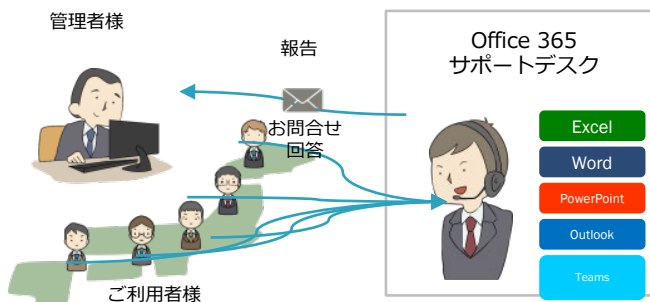 管理者様
報告
Office 365
サポートデスク
お問合せ
回答
Excel
Word
PowerPoint
Outlook
Teams
ご利用者様